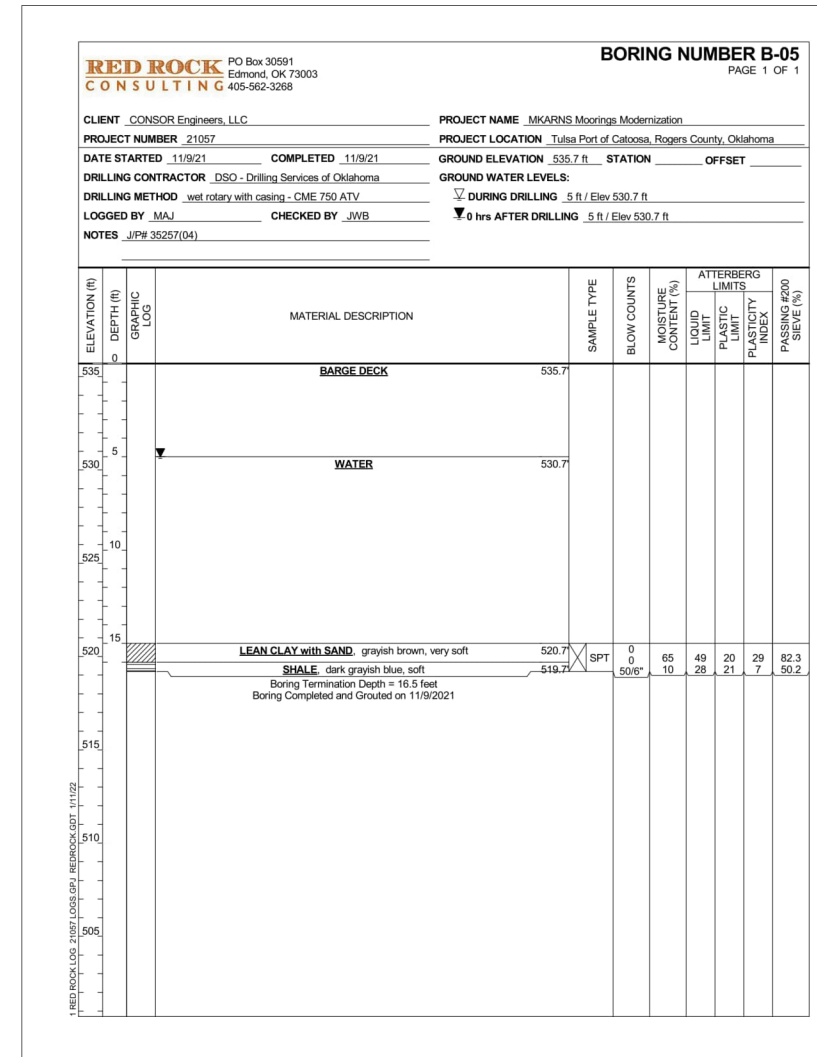 RED ROCK
CONSULTING
PO Box 30591
Edmond, OK 73003
405-562-3268
BORING NUMBER B-05
PAGE 1 OF 1
CLIENT CONSOR Engineers, LLC
PROJECT NAME MKARNS Moorings Modernization
PROJECT NUMBER 21057
PROJECT LOCATION Tulsa Port of Catoosa, Rogers County, Oklahoma
DATE STARTED 11/9/21 COMPLETED 11/9/21
GROUND ELEVATION 535.7 ft STATION OFFSET
DRILLING CONTRACTOR DSO - Drilling Services of Oklahoma
GROUND WATER LEVELS:
DRILLING METHOD wet rotary with casing - CME 750 ATV
DURING DRILLING 5 ft / Elev 530.7 ft
LOGGED BY MAJ CHECKED BY JWB
0 hrs AFTER DRILLING 5 ft / Elev 530.7 ft
NOTES J/P# 35257(04)
ELEVATION (ft)
DEPTH (ft)
GRAPHIC LOG
MATERIAL DESCRIPTION
SAMPLE TYPE
BLOW COUNTS
MOISTURE CONTENT (%)
ATTERBERG LIMITS
LIQUID LIMIT
PLASTIC LIMIT
PLASTICITY INDEX
PASSING #200 SIEVE (%)
0
535 BARGE DECK 535.7'
5
530 WATER 530.7'
10
525
15
520 LEAN CLAY with SAND, grayish brown, very soft 520.7' SPT 0 0 50/6" 65 49 20 29 82.3
SHALE, dark grayish blue, soft 519.7' 10 28 21 7 50.2
Boring Termination Depth = 16.5 feet
Boring Completed and Grouted on 11/9/2021
515
510
505
1 RED ROCK LOG 21057 LOGS.GPJ REDROCK.GDT 1/11/22